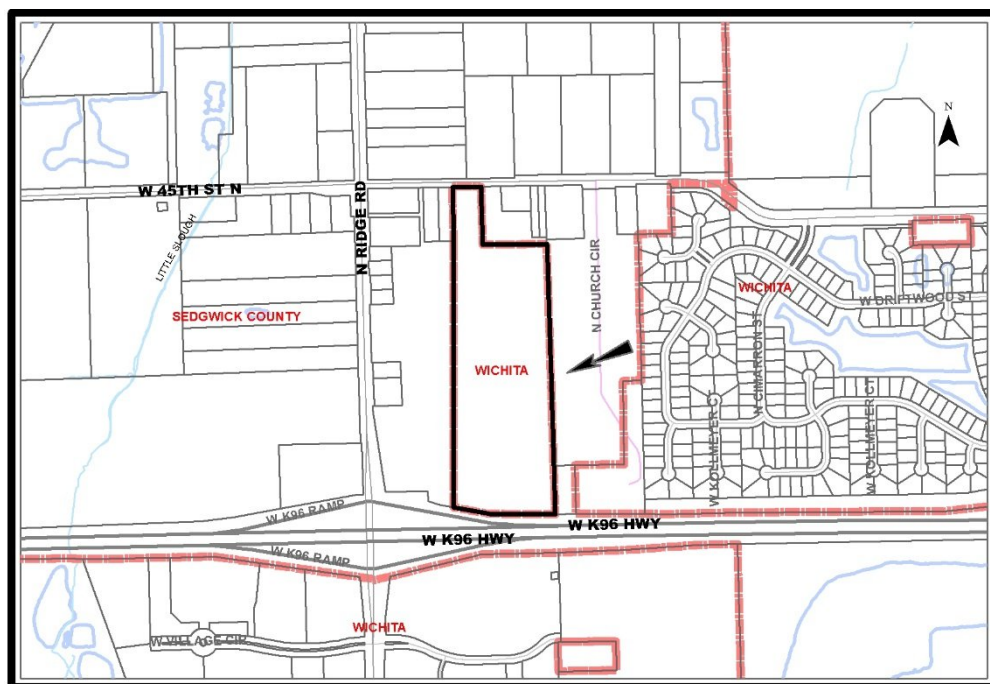 N
W 45TH ST N
N RIDGE RD
LITTLE SLOUGH
N CHURCH CIR
WICHITA
W DRIFTWOOD ST
SEDGWICK COUNTY
N CIMARRON ST
WICHITA
W KOLLMEYER CT
W KOLLMEYER CT
W K96 RAMP
W K96 HWY
W K96 HWY
W K96 RAMP
WICHITA
W VILLAGE CIR